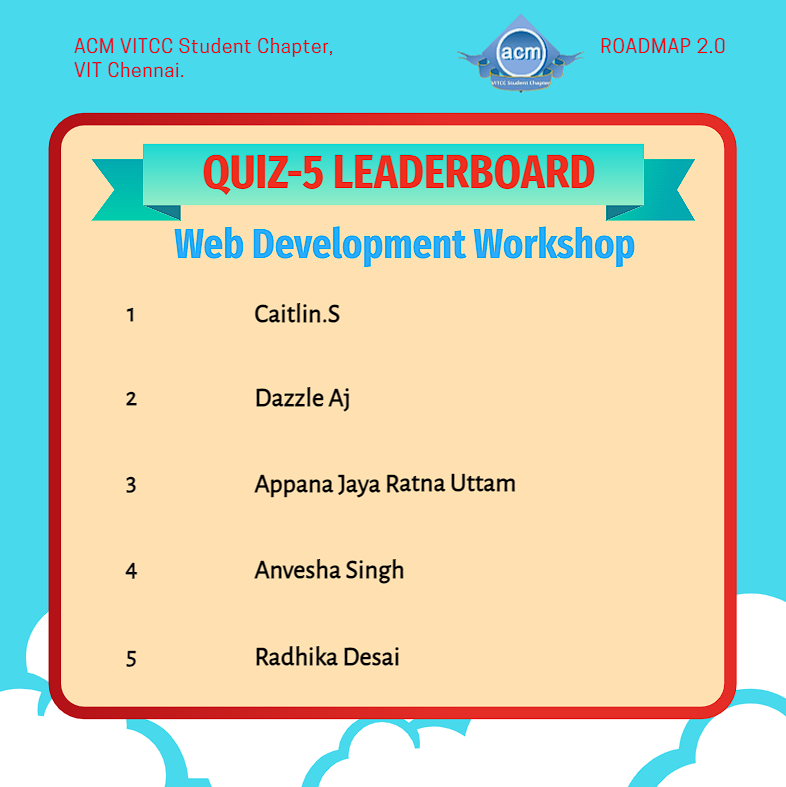 ACM VITCC Student Chapter,
VIT Chennai.
acm
VITCC Student Chapter
ROADMAP 2.0
QUIZ-5 LEADERBOARD
Web Development Workshop
1 Caitlin.S
2 Dazzle Aj
3 Appana Jaya Ratna Uttam
4 Anvesha Singh
5 Radhika Desai